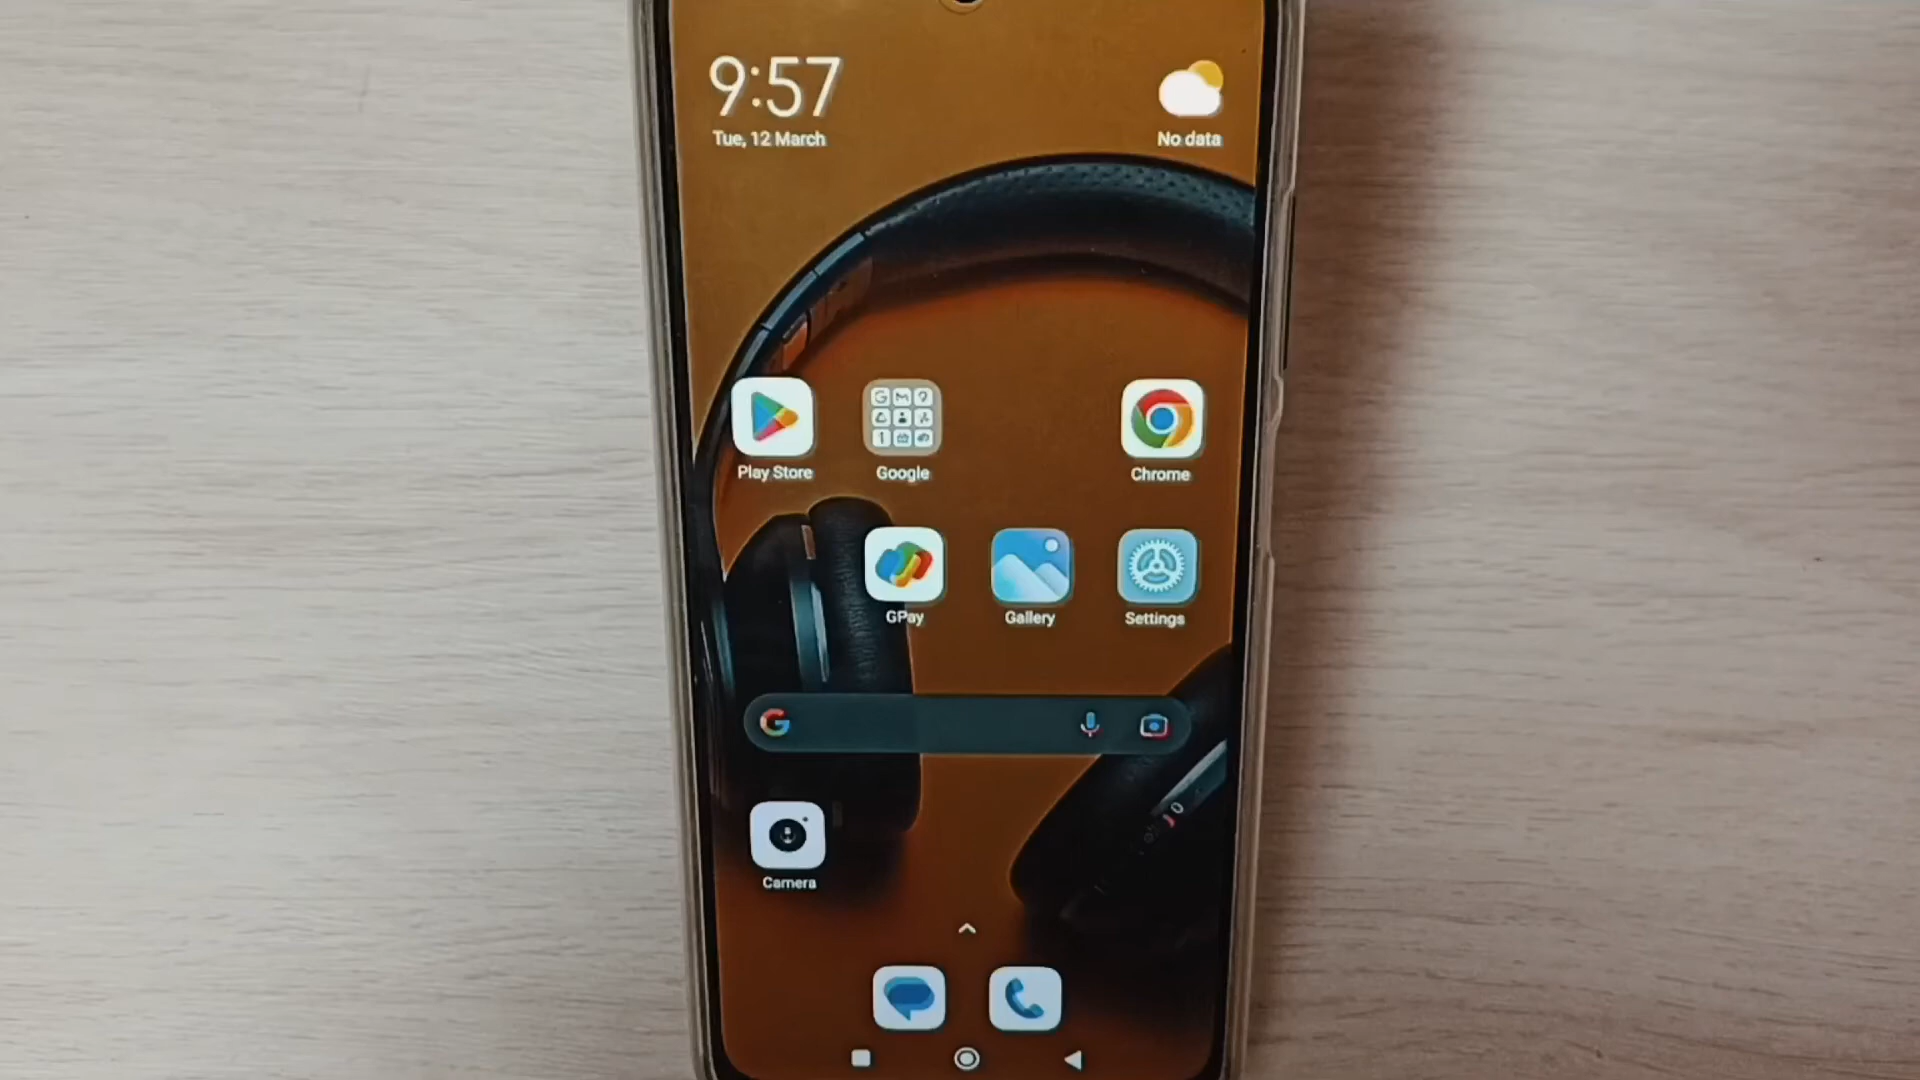 9:57
Tue, 12 March
No data
Play Store
Google
Chrome
GPay
Gallery
Settings
Camera